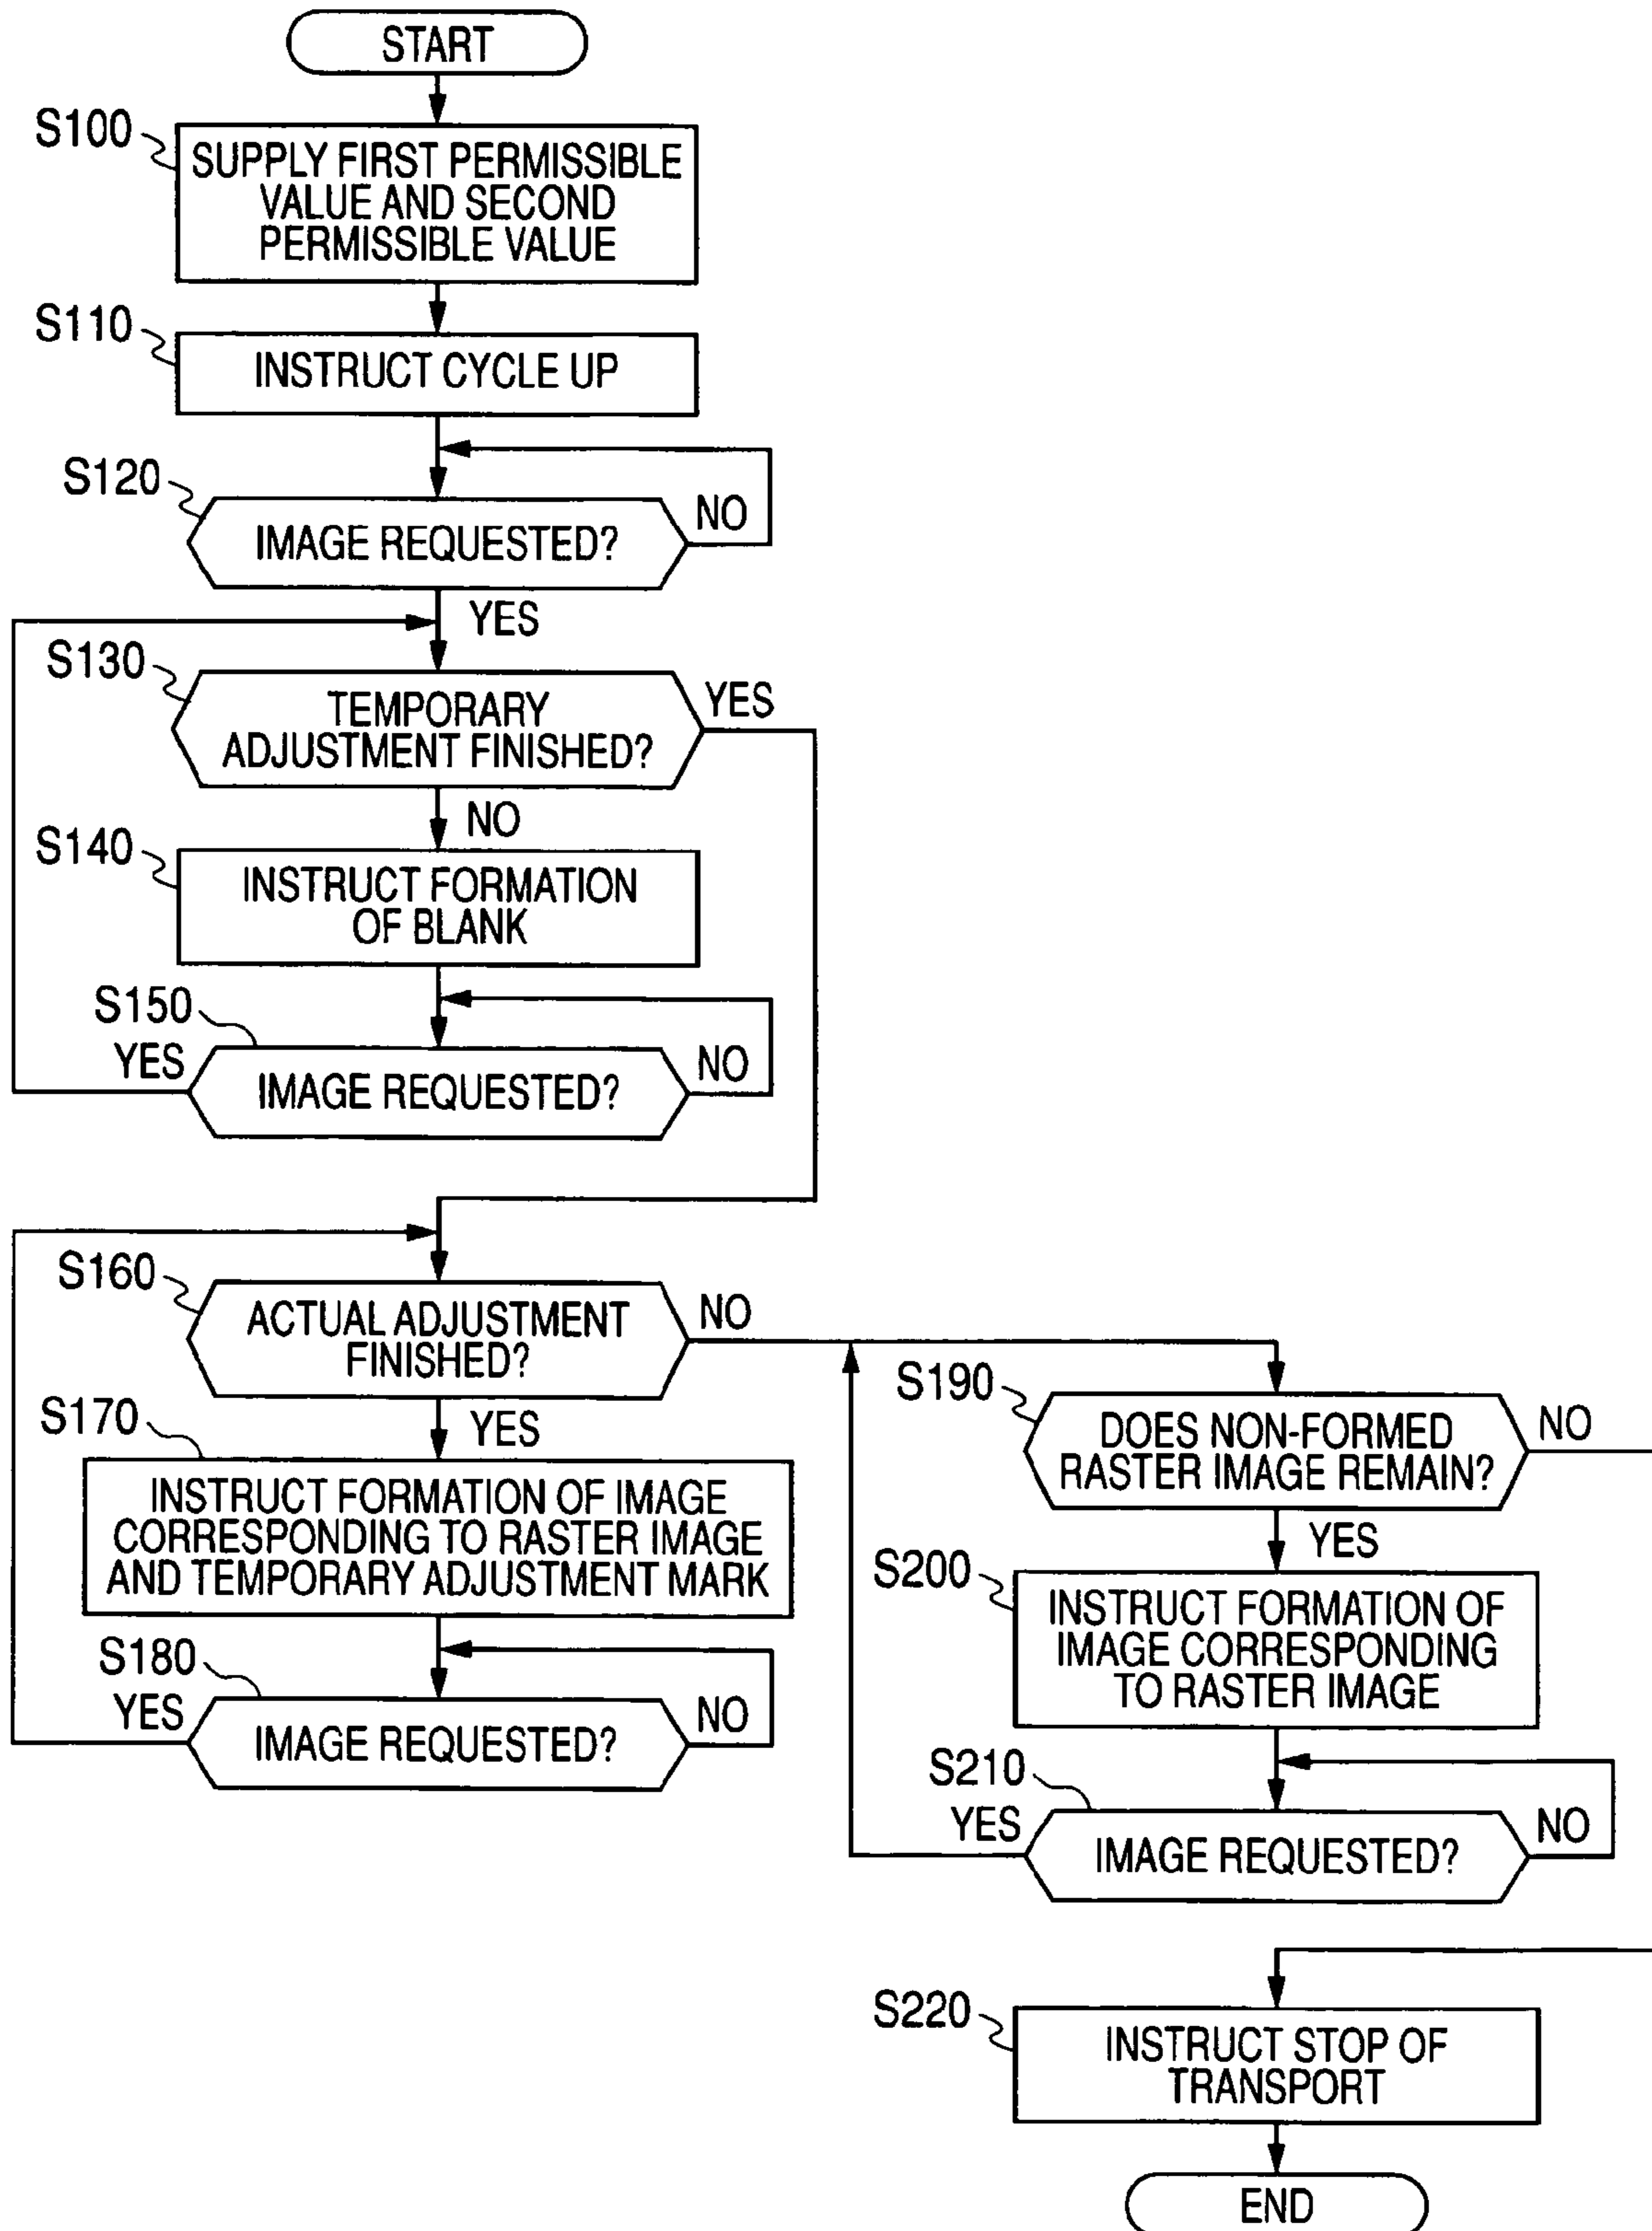 START
S100
SUPPLY FIRST PERMISSIBLE
VALUE AND SECOND
PERMISSIBLE VALUE
S110
INSTRUCT CYCLE UP
S120
IMAGE REQUESTED?
NO
YES
S130
TEMPORARY
ADJUSTMENT FINISHED?
YES
NO
S140
INSTRUCT FORMATION
OF BLANK
S150
YES
IMAGE REQUESTED?
NO
S160
ACTUAL ADJUSTMENT
FINISHED?
NO
YES
S170
INSTRUCT FORMATION OF IMAGE
CORRESPONDING TO RASTER IMAGE
AND TEMPORARY ADJUSTMENT MARK
S180
YES
IMAGE REQUESTED?
NO
S190
DOES NON-FORMED
RASTER IMAGE REMAIN?
NO
YES
S200
INSTRUCT FORMATION OF
IMAGE CORRESPONDING
TO RASTER IMAGE
S210
YES
IMAGE REQUESTED?
NO
S220
INSTRUCT STOP OF
TRANSPORT
END